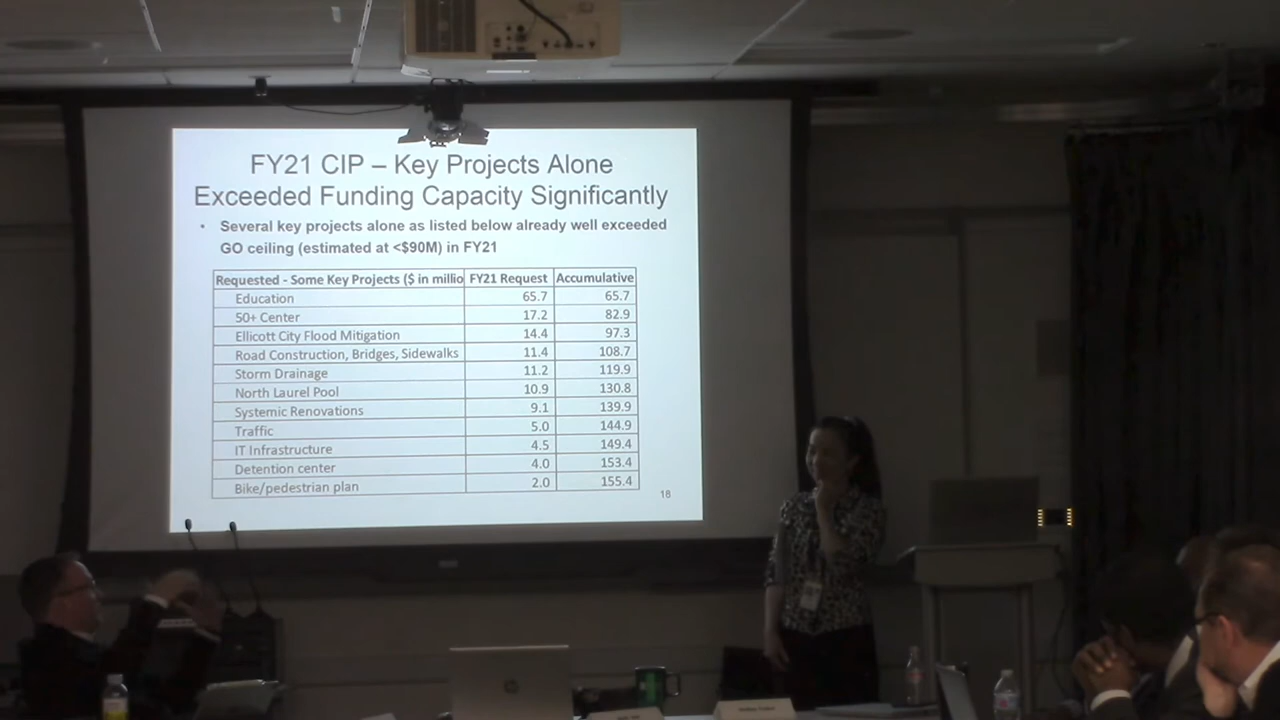 FY21 CIP – Key Projects Alone
Exceeded Funding Capacity Significantly
• Several key projects alone as listed below already well exceeded
GO ceiling (estimated at <$90M) in FY21
Requested - Some Key Projects ($ in millio FY21 Request Accumulative
Education 65.7 65.7
50+ Center 17.2 82.9
Ellicott City Flood Mitigation 14.4 97.3
Road Construction, Bridges, Sidewalks 11.4 108.7
Storm Drainage 11.2 119.9
North Laurel Pool 10.9 130.8
Systemic Renovations 9.1 139.9
Traffic 5.0 144.9
IT Infrastructure 4.5 149.4
Detention center 4.0 153.4
Bike/pedestrian plan 2.0 155.4
18